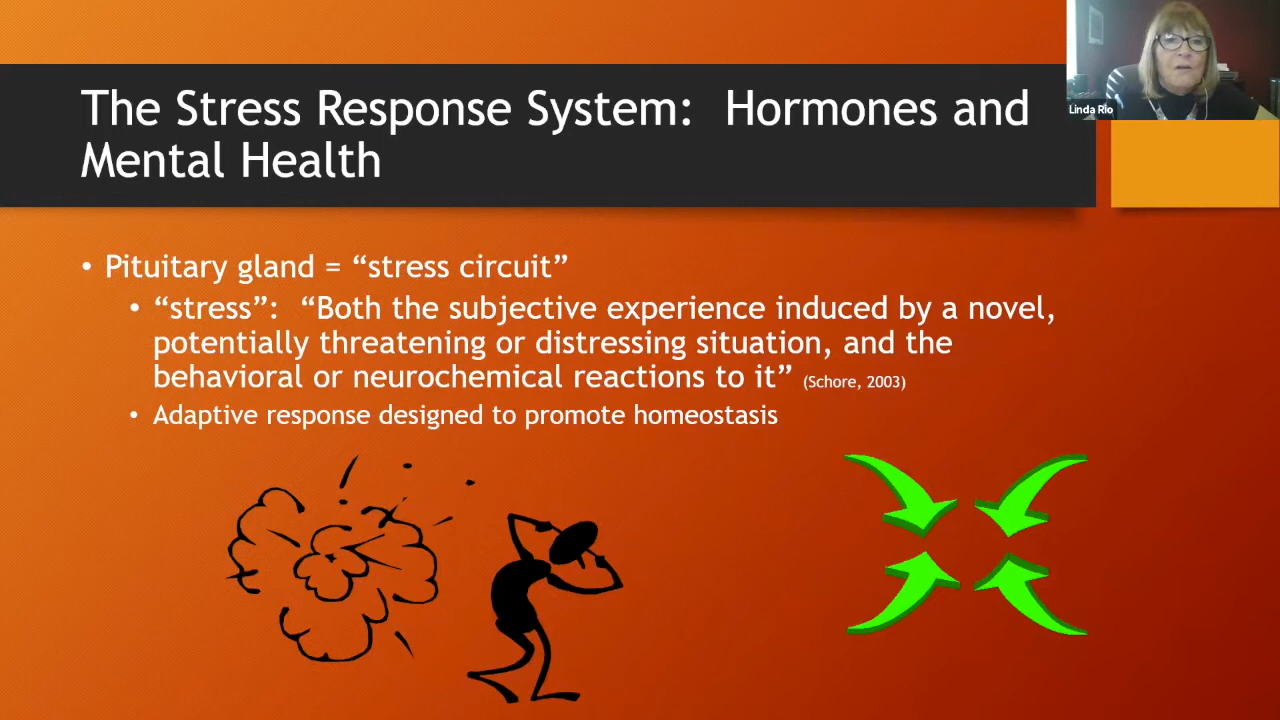 The Stress Response System:  Hormones and
Mental Health
Linda Rio
• Pituitary gland = “stress circuit”
• “stress”:  “Both the subjective experience induced by a novel,
potentially threatening or distressing situation, and the
behavioral or neurochemical reactions to it” (Schore, 2003)
• Adaptive response designed to promote homeostasis